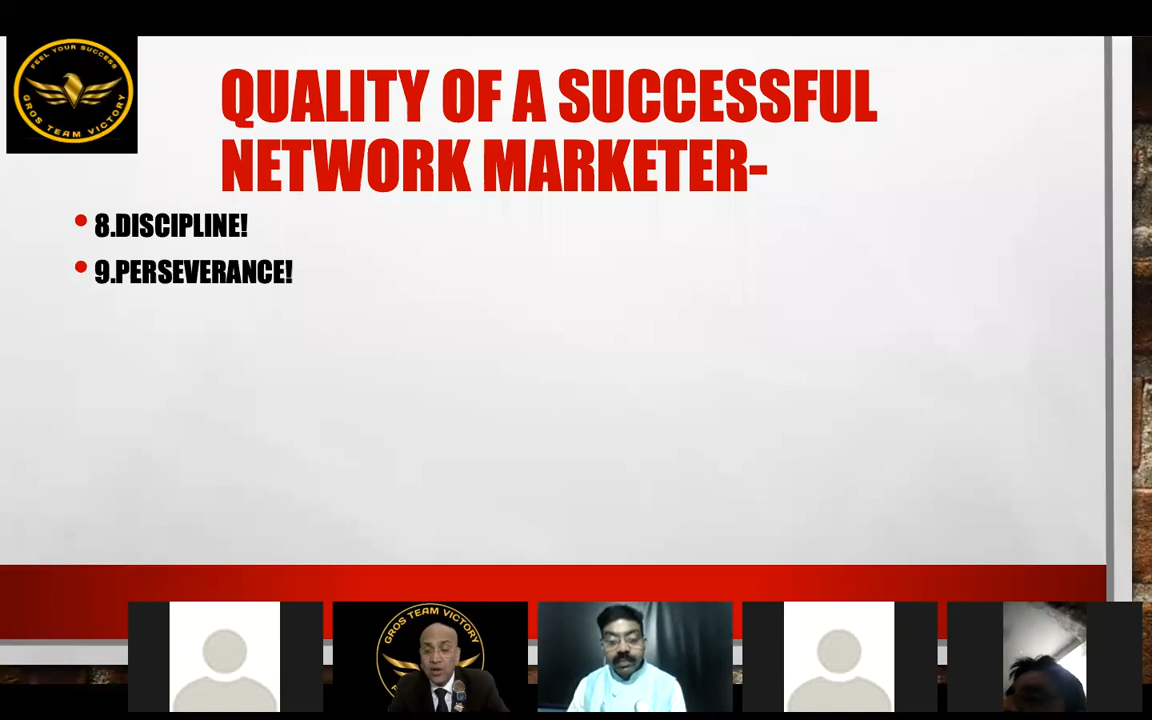 FEEL YOUR SUCCESS
GROS TEAM VICTORY
QUALITY OF A SUCCESSFUL
NETWORK MARKETER-
8.DISCIPLINE!
9.PERSEVERANCE!
GROS TEAM VICTORY